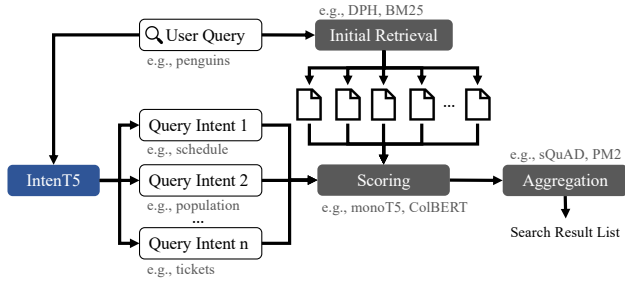 e.g., DPH, BM25
User Query
Initial Retrieval
e.g., penguins
...
Query Intent 1
e.g., schedule
e.g., sQuAD, PM2
IntenT5
Query Intent 2
Scoring
Aggregation
e.g., population
e.g., monoT5, ColBERT
...
Search Result List
Query Intent n
e.g., tickets